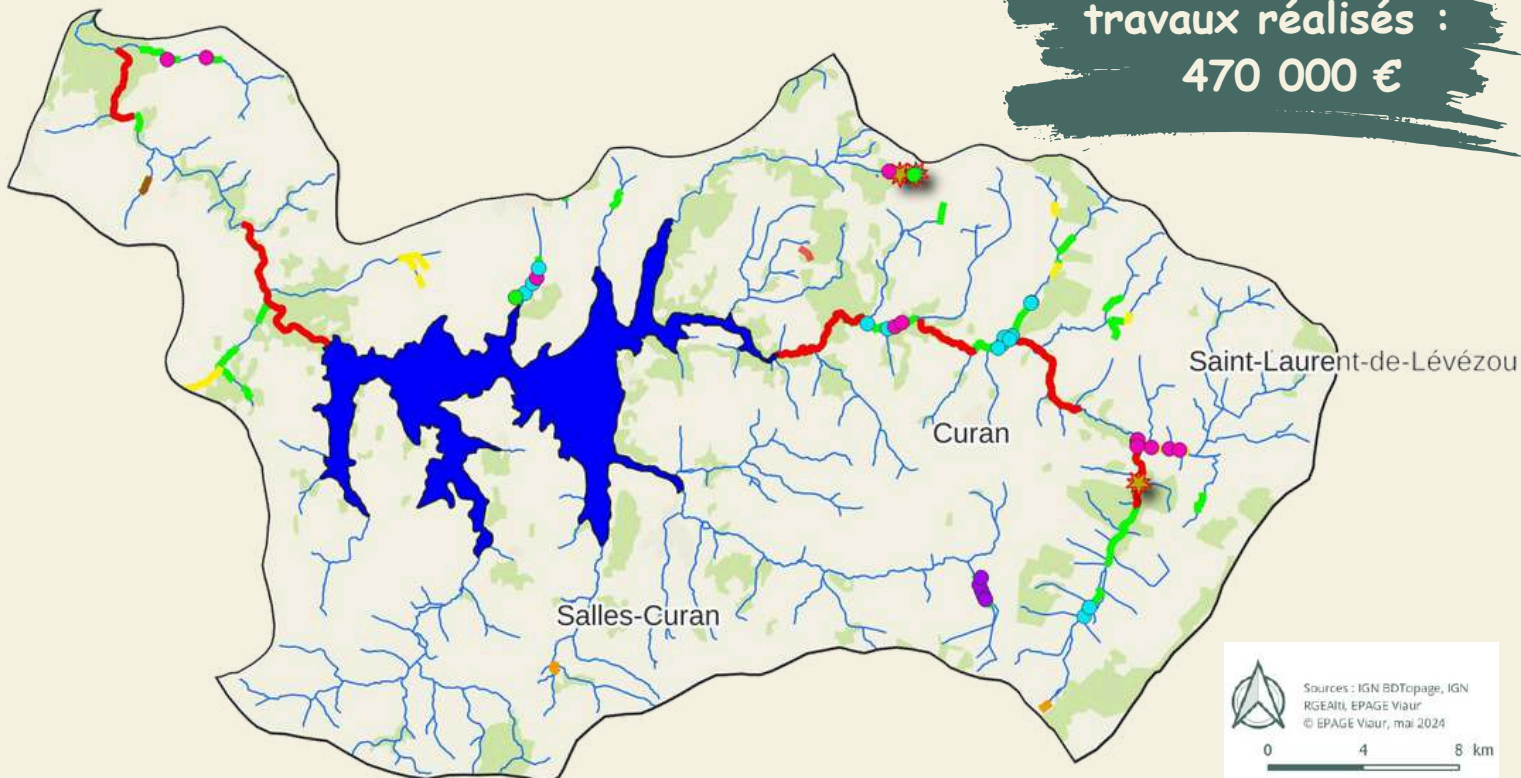 travaux réalisés :
470 000 €
Saint-Laurent-de-Lévézou
Curan
Salles-Curan
Sources : IGN BDTopage, IGN
RGEAlti, EPAGE Viaur
© EPAGE Viaur, mai 2024
0 4 8 km